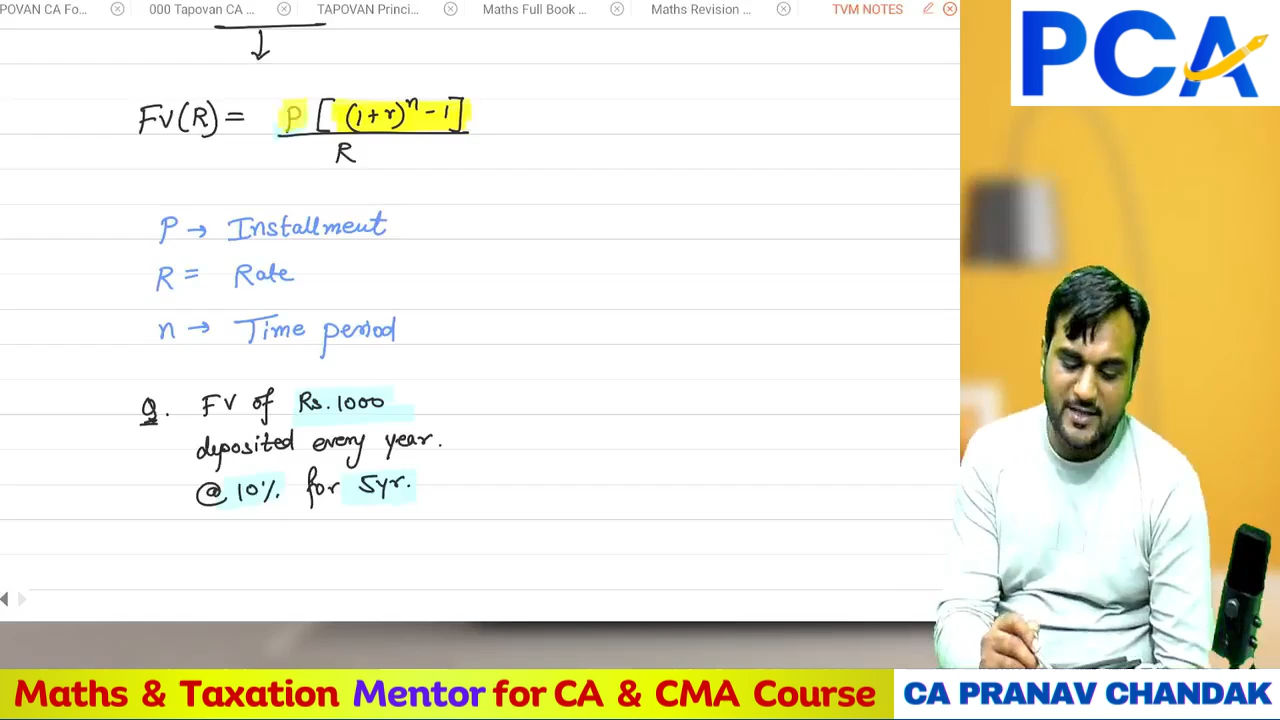 POVAN CA Fo...
000 Tapovan CA ...
TAPOVAN Princi...
Maths Full Book ...
Maths Revision ...
TVM NOTES
PCA
FV(R) = P [(1+r)^n - 1]
R
P → Installment
R = Rate
n → Time period
Q. FV of Rs. 1000
deposited every year.
@ 10% for 5yr.
Maths & Taxation Mentor for CA & CMA Course
CA PRANAV CHANDAK